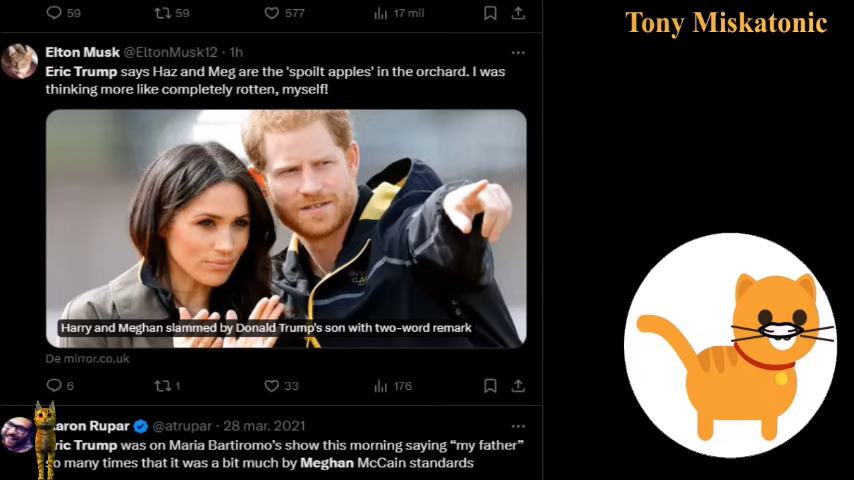 Tony Miskatonic
59 59 577 17 mil
Elton Musk @EltonMusk12 · 1h
Eric Trump says Haz and Meg are the 'spoilt apples' in the orchard. I was
thinking more like completely rotten, myself!
Harry and Meghan slammed by Donald Trump's son with two-word remark
De mirror.co.uk
6 1 33 176
Aaron Rupar @atrupar · 28 mar. 2021
Eric Trump was on Maria Bartiromo's show this morning saying “my father”
so many times that it was a bit much by Meghan McCain standards